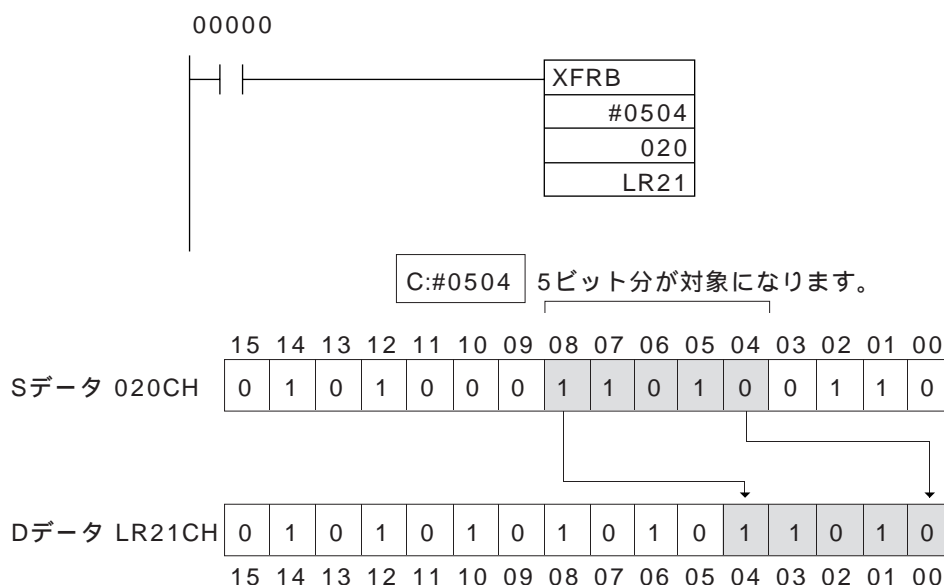 00000
XFRB
#0504
020
LR21
C:#0504 5ビット分が対象になります。
15 14 13 12 11 10 09 08 07 06 05 04 03 02 01 00
Sデータ 020CH 0 1 0 1 0 0 0 1 1 0 1 0 0 1 1 0
Dデータ LR21CH 0 1 0 1 0 1 0 1 0 1 0 1 1 0 1 0
15 14 13 12 11 10 09 08 07 06 05 04 03 02 01 00